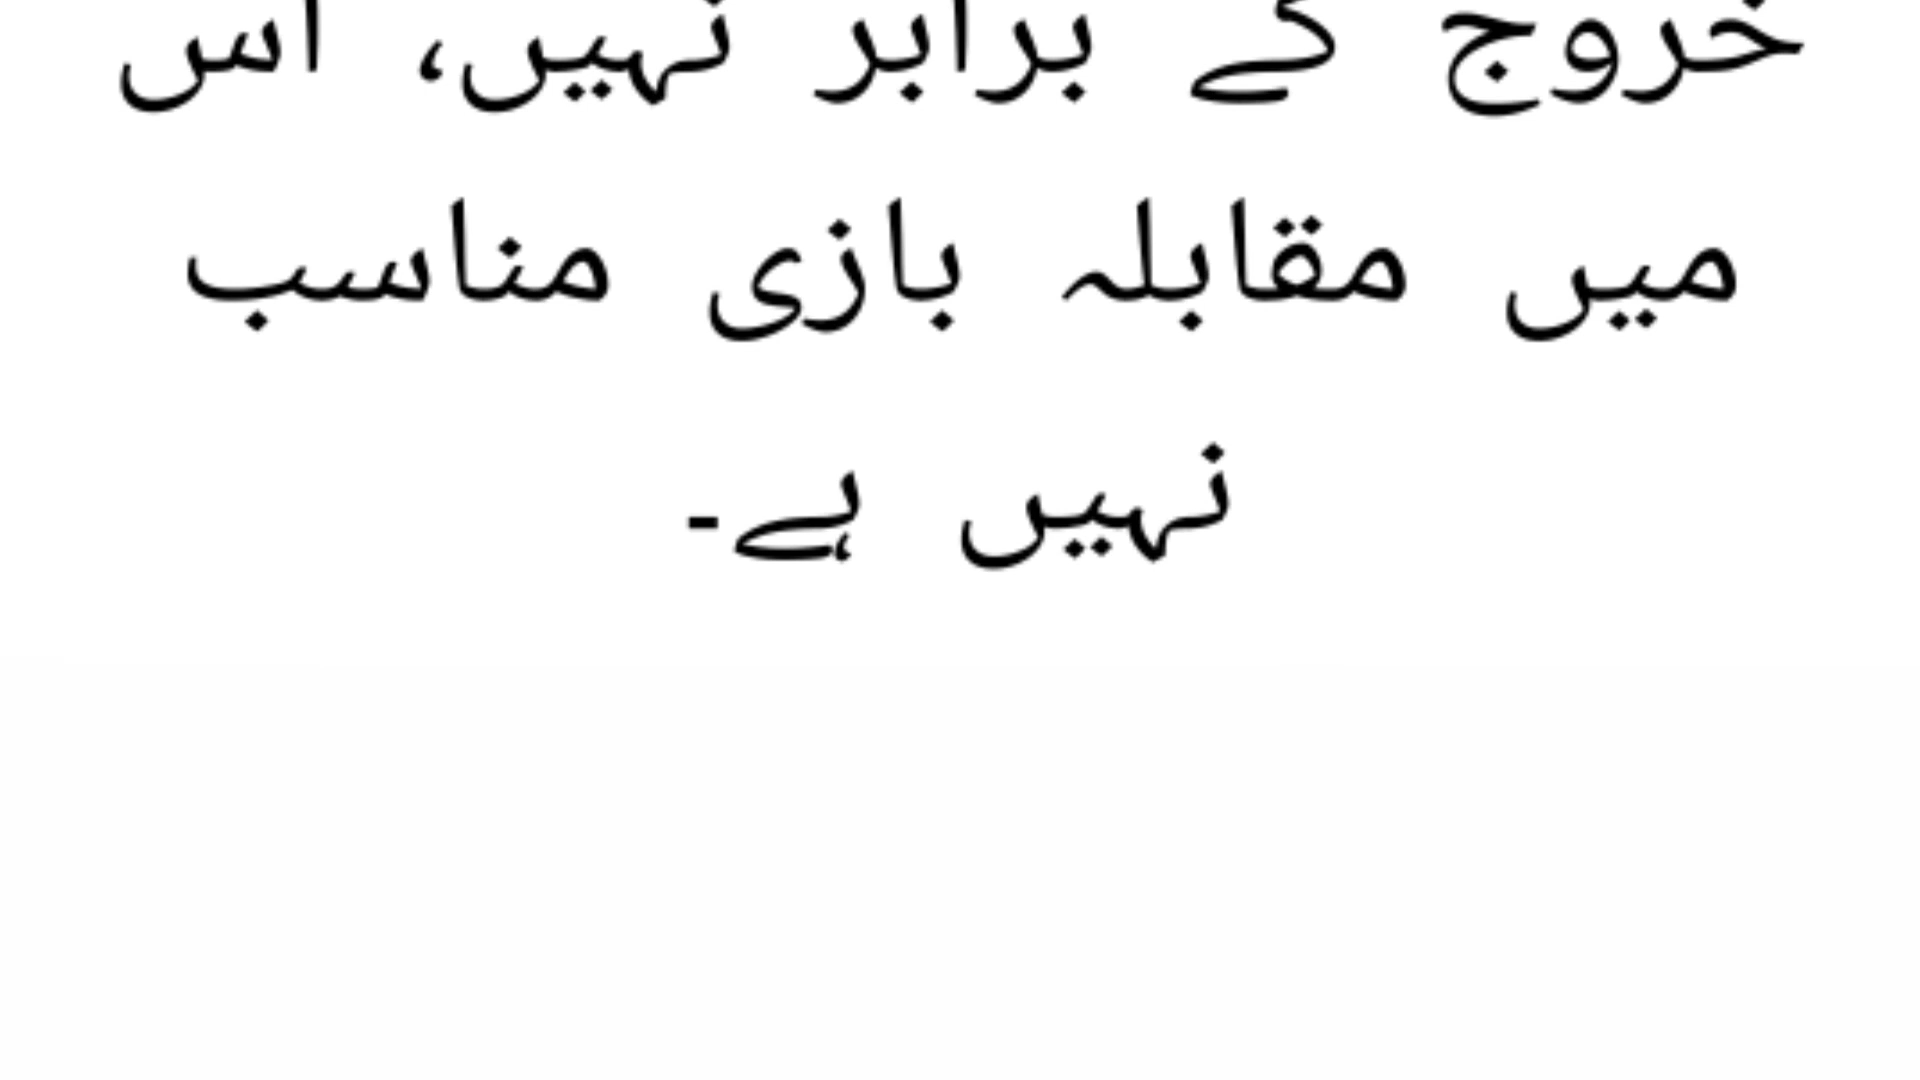 خروج کے برابر نہیں، اس
میں مقابلہ بازی مناسب
نہیں ہے۔